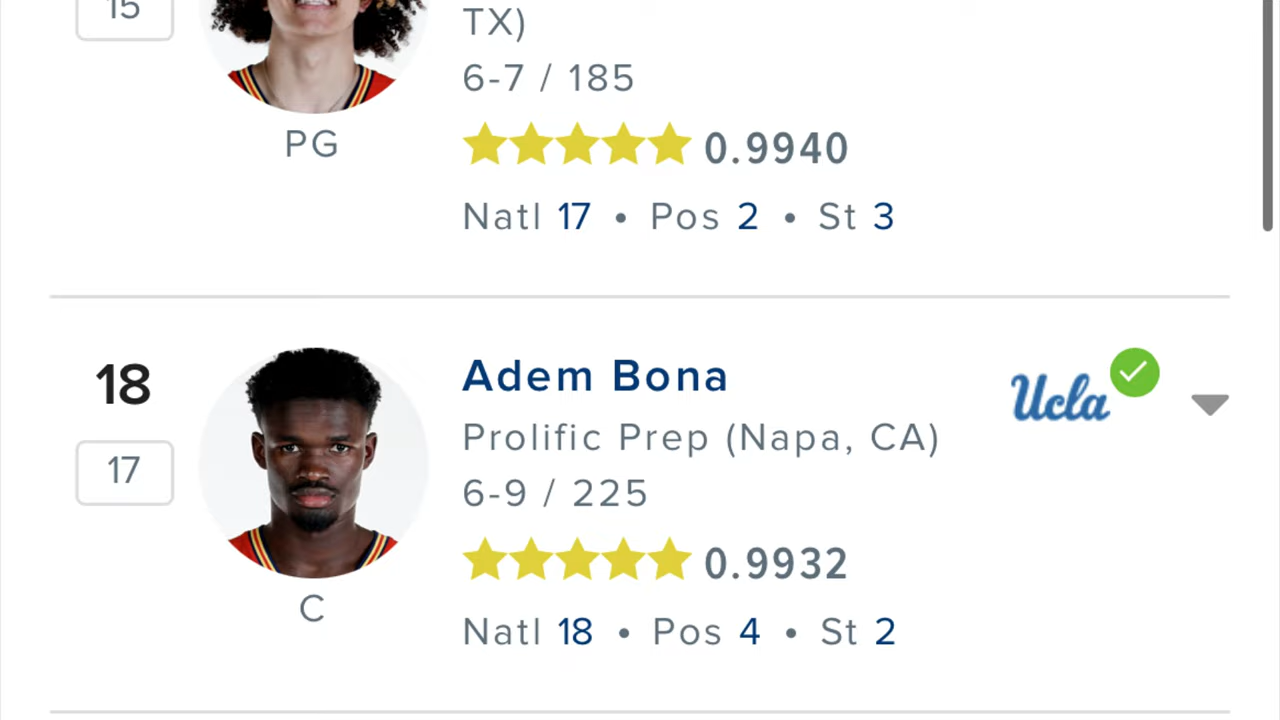 15
TX)
6-7 / 185
0.9940
PG
Natl 17 • Pos 2 • St 3
18
Adem Bona
Ucla
Prolific Prep (Napa, CA)
17
6-9 / 225
0.9932
C
Natl 18 • Pos 4 • St 2